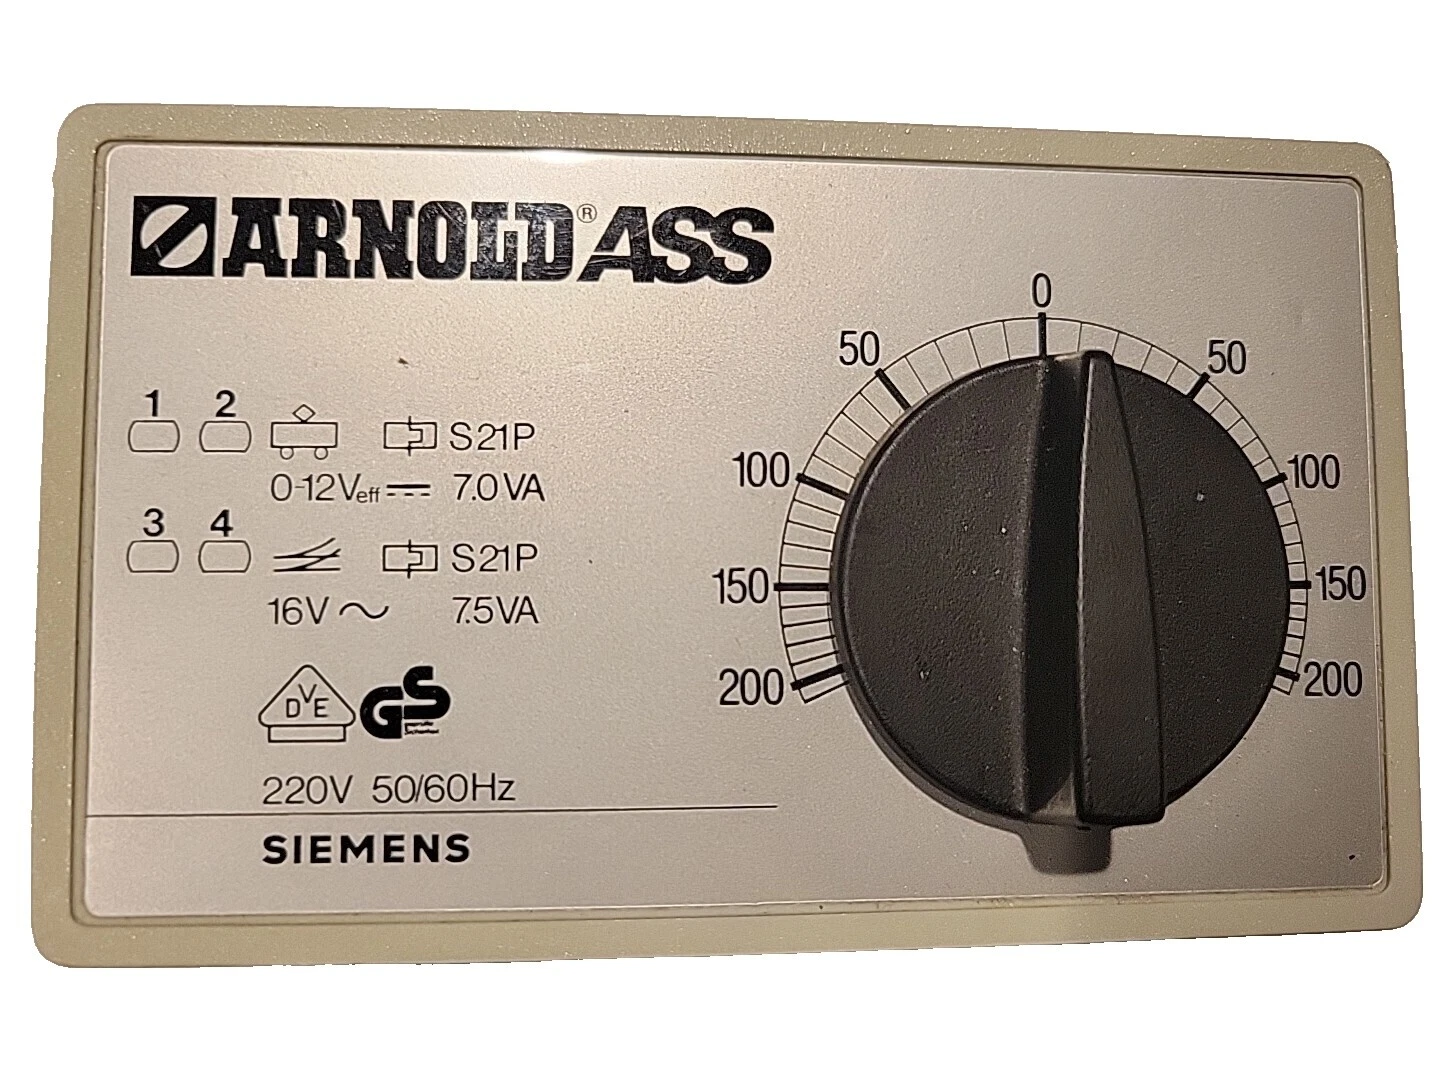 ARNOLD® ASS
1 2
S21P
0-12Veff 7.0VA
3 4
S21P
16V~ 7.5VA
VDE GS
220V 50/60Hz
SIEMENS
0
50 50
100 100
150 150
200 200